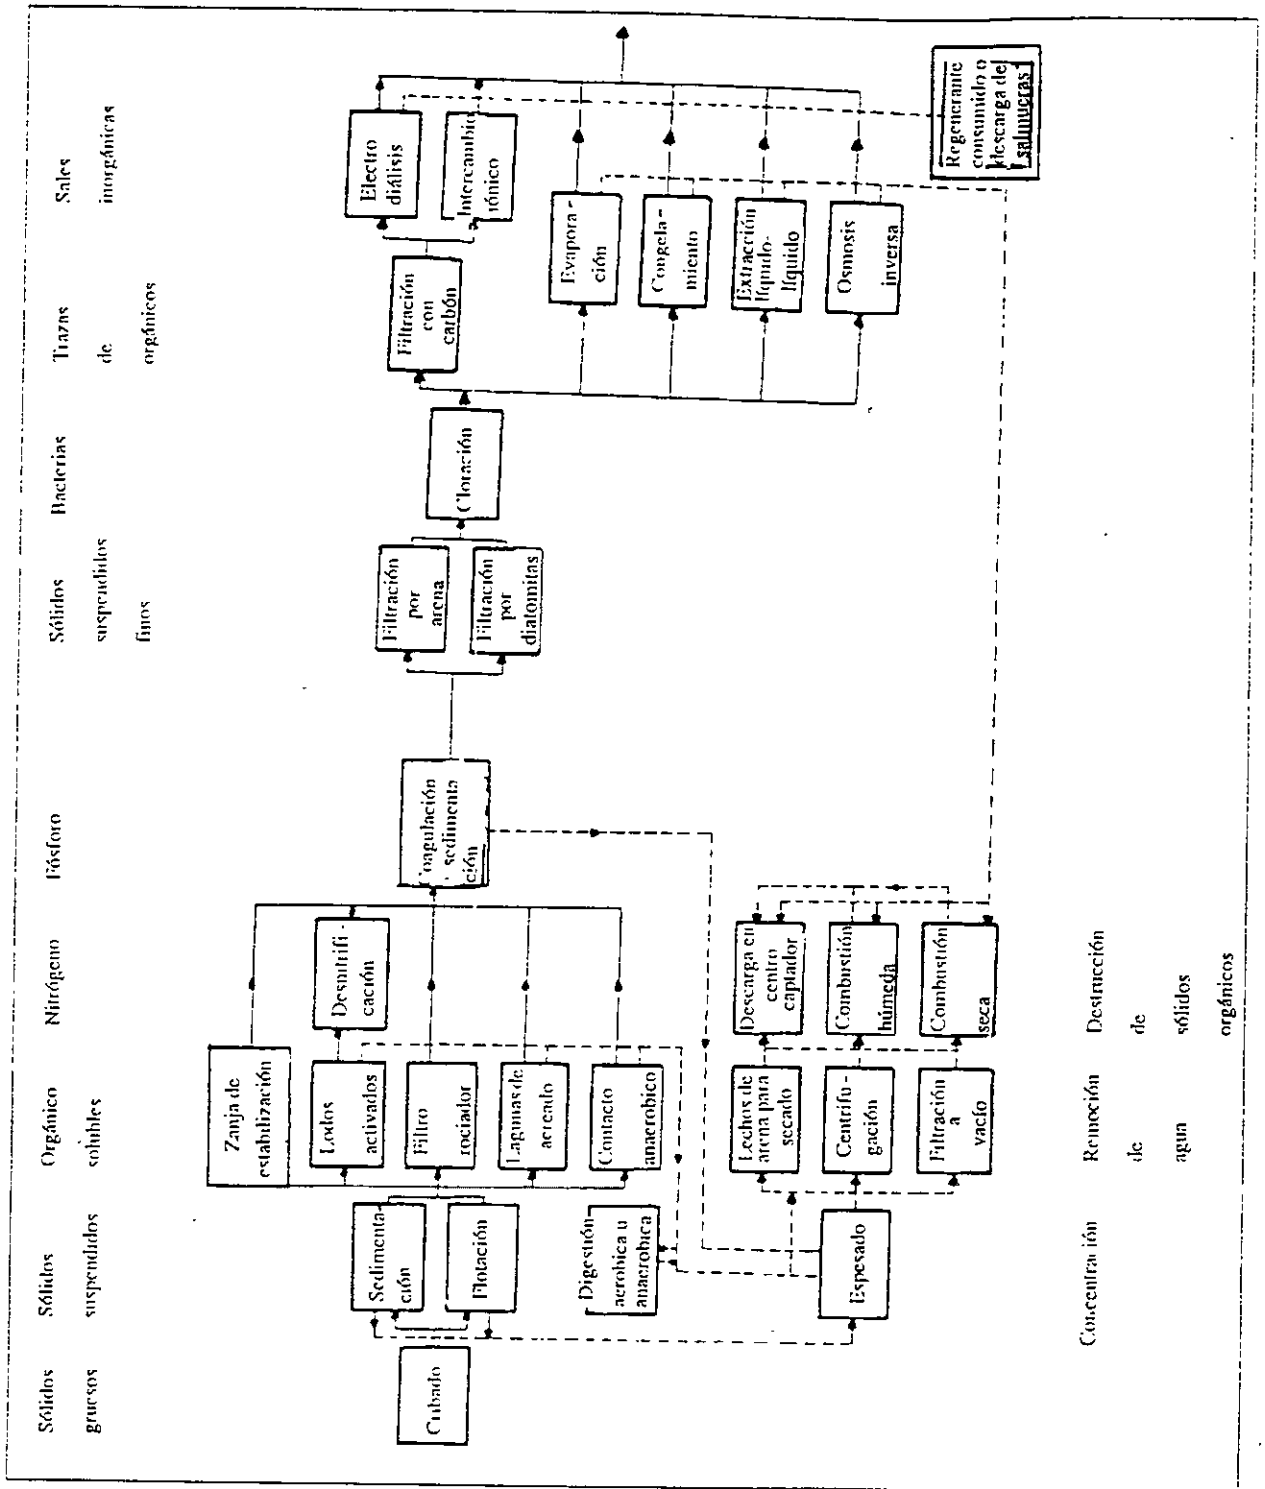 Sólidos
gruesos
Sólidos
suspendidos
Orgánico
solubles
Nitrógeno
Fósforo
Sólidos
suspendidos
finos
Bacterias
Trazas
de
orgánicos
Sales
inorgánicas
Cribado
Sedimenta
ción
Flotación
Zanja de
estabilización
Lodos
activados
Filtro
rociador
Lagunas de
aereado
Contacto
anaerobico
Desnitrifi-
cación
Coagulación
sedimenta
ción
Filtración
por
arena
Filtración
por
diatomitas
Cloración
Filtración
con
carbón
Electro
diálisis
Intercambio
iónico
Evapora-
ción
Congela-
miento
Extracción
líquido-
líquido
Osmosis
inversa
Regenerante
consumido o
descarga de
salmueras
Digestión
aerobica u
anaerobica
Espesado
Lechos de
arena para
secado
Centrifu-
gación
Filtración
a
vacío
Descarga en
centro
captador
Combustión
húmeda
Combustión
seca
Concentración
Remoción
de
agua
Destrucción
de
sólidos
orgánicos